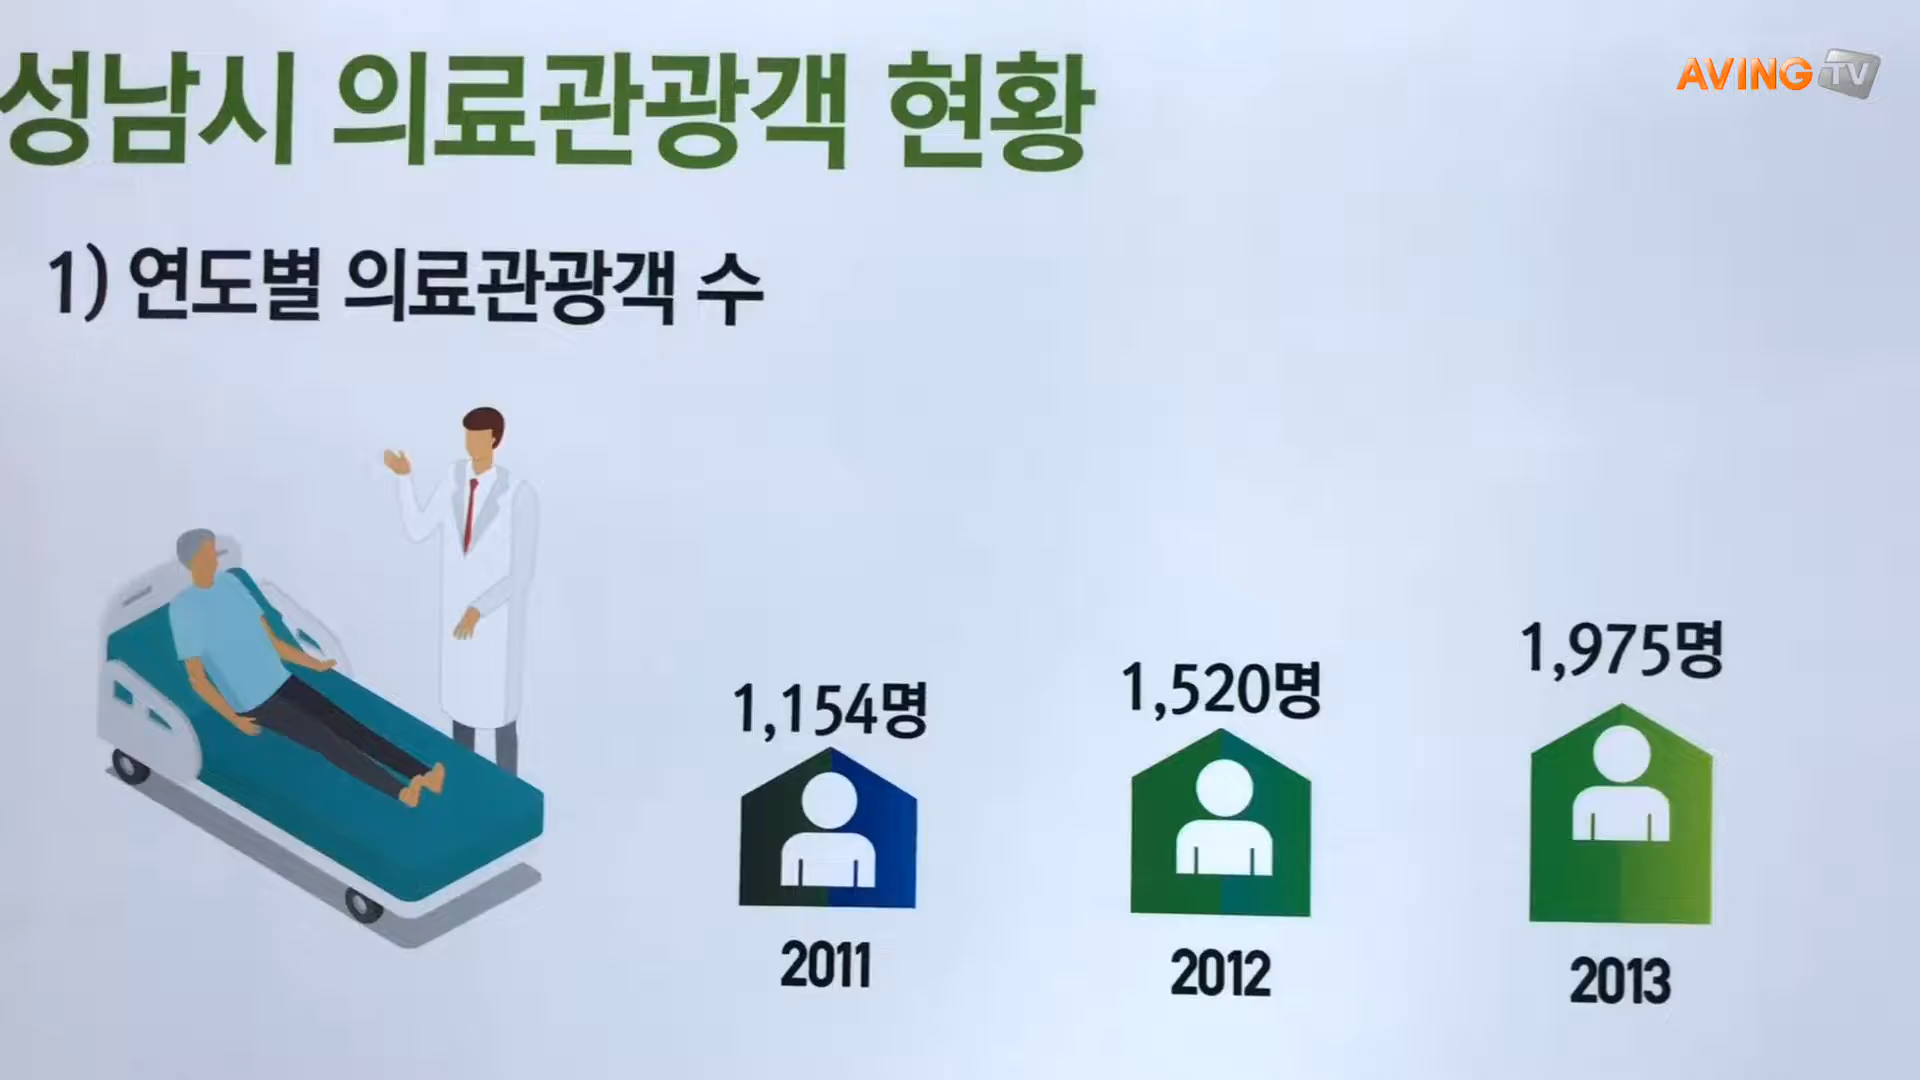 성남시 의료관광객 현황
AVING TV
1) 연도별 의료관광객 수
1,154명
1,520명
1,975명
2011
2012
2013